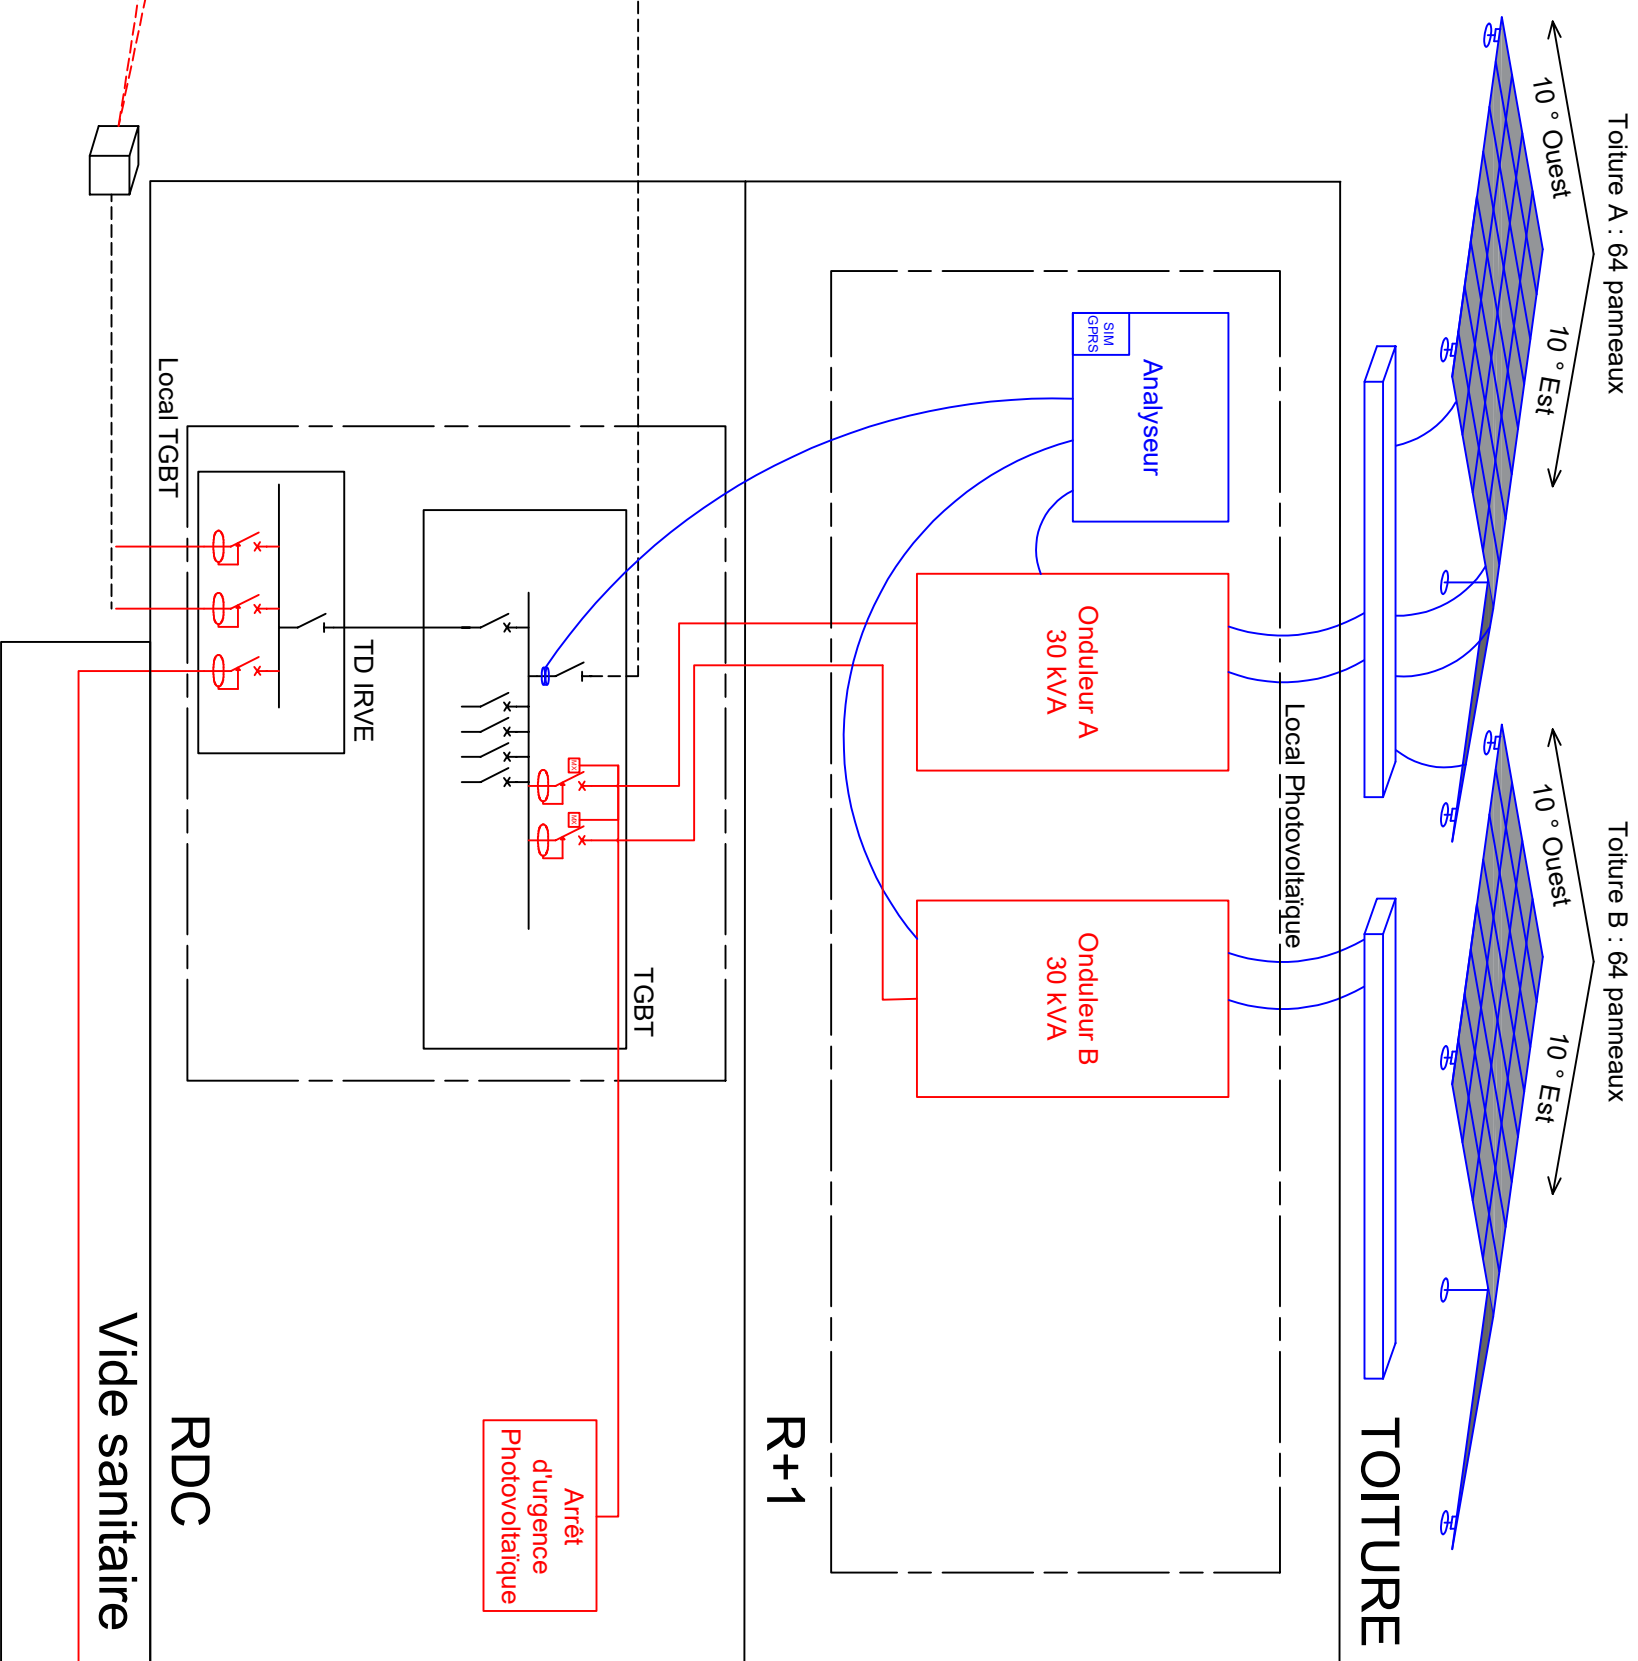 Toiture A : 64 panneaux
10 ° Ouest
10 ° Est
Toiture B : 64 panneaux
10 ° Ouest
10 ° Est
TOITURE
Local Photovoltaïque
Analyseur
SIM
GPRS
Onduleur A
30 kVA
Onduleur B
30 kVA
R+1
TGBT
MX
MX
Arrêt
d'urgence
Photovoltaïque
TD IRVE
Local TGBT
RDC
Vide sanitaire